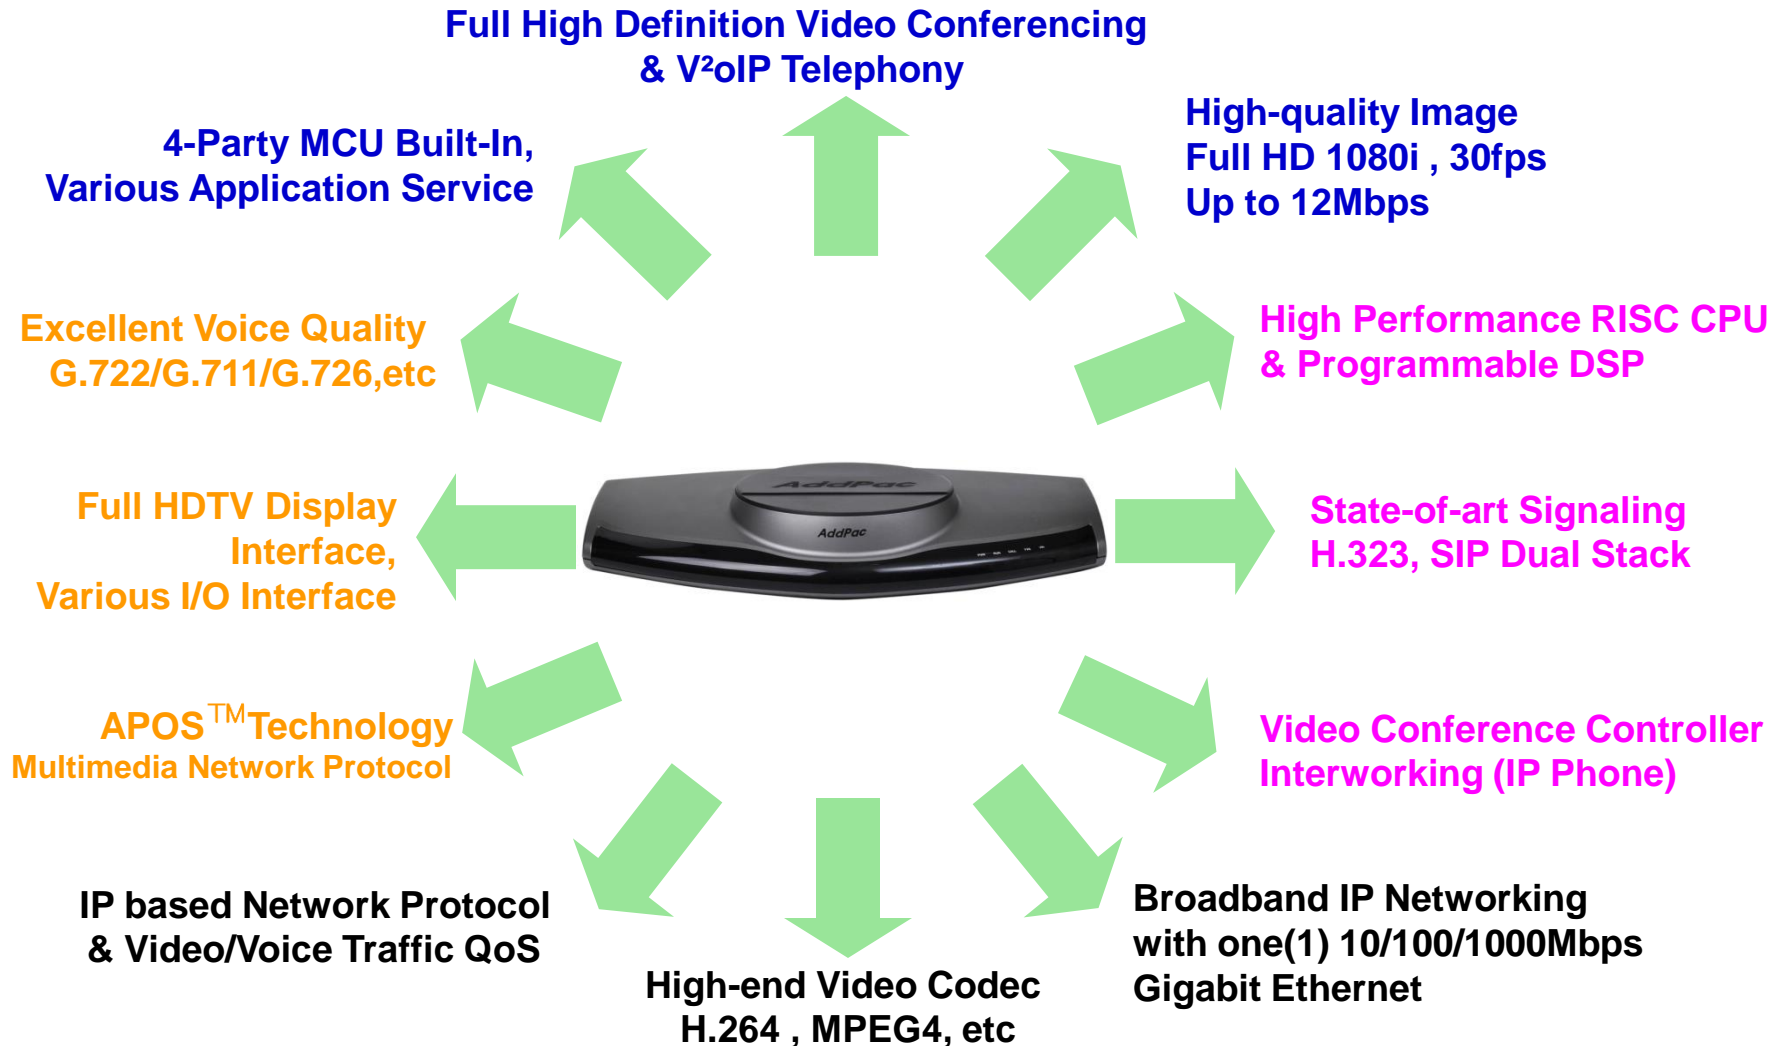 Full High Definition Video Conferencing
& V²oIP Telephony
4-Party MCU Built-In,
Various Application Service
High-quality Image
Full HD 1080i , 30fps
Up to 12Mbps
Excellent Voice Quality
G.722/G.711/G.726,etc
High Performance RISC CPU
& Programmable DSP
Full HDTV Display
Interface,
Various I/O Interface
AddPac
AddPac
State-of-art Signaling
H.323, SIP Dual Stack
APOS™Technology
Multimedia Network Protocol
Video Conference Controller
Interworking (IP Phone)
IP based Network Protocol
& Video/Voice Traffic QoS
High-end Video Codec
H.264 , MPEG4, etc
Broadband IP Networking
with one(1) 10/100/1000Mbps
Gigabit Ethernet